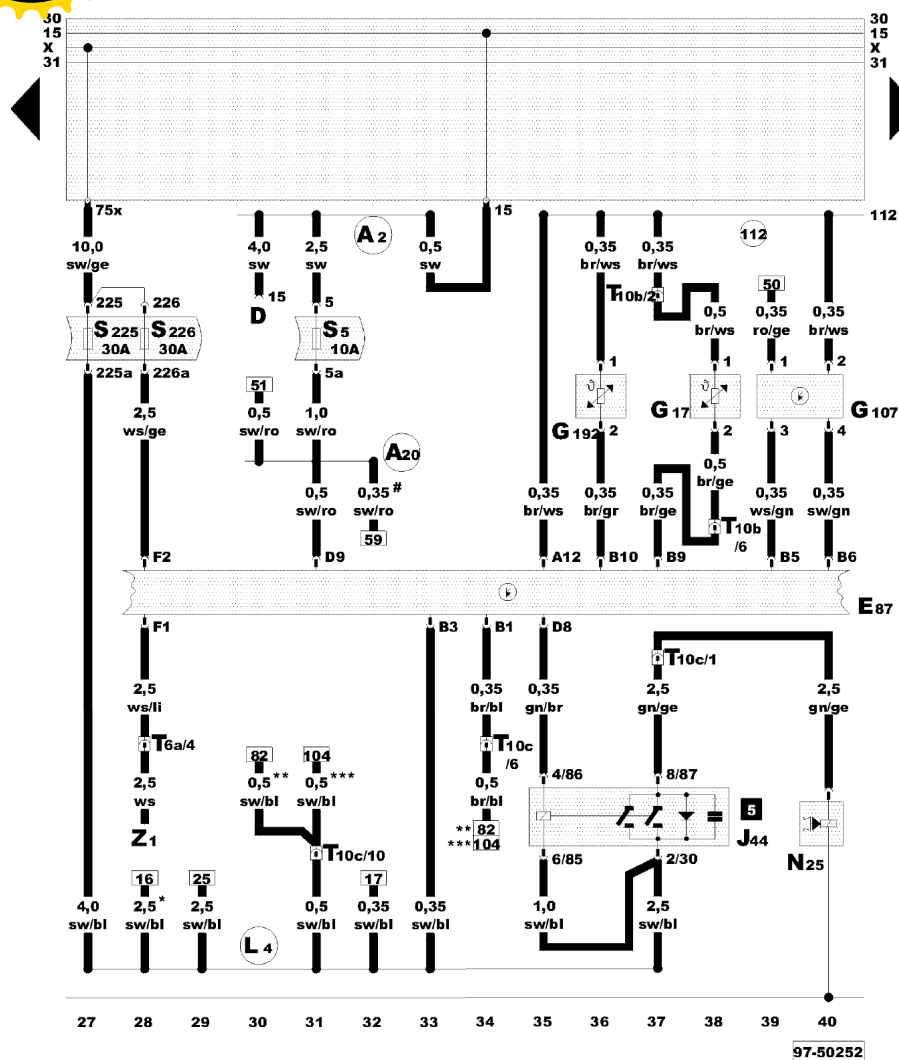 30 30
15 15
X X
31 31
75x 15 112
A 2 112
10,0 4,0 2,5 0,5 0,35 0,35 0,35
sw/ge sw sw sw br/ws br/ws br/ws
50
T10b/2
15
225 226 D 5 0,5 0,35
br/ws ro/ge
S 225 S 226 S 5
30A 30A 10A
225a 226a 5a 1 1 1 2
51
G 192 G 17 G 107
2 2 3 4
2,5 0,5 1,0
ws/ge sw/ro sw/ro
A20
0,5
br/ge
0,5 0,35 # 0,35 0,35 0,35 0,35 0,35
sw/ro sw/ro br/ws br/gr br/ge ws/gn sw/gn
59 T10b
/6
F2 D9 A12 B10 B9 B5 B6
E 87
F1 B3 B1 D8
T10c/1
2,5 0,35 0,35 2,5 2,5
ws/li br/bl gn/br gn/ge gn/ge
T6a/4 T10c
/6
82 104
4/86 8/87
2,5 0,5 ** 0,5 *** 0,5
ws sw/bl sw/bl br/bl
5
Z1 ** 82 J44
*** 104
T10c/10 6/85 2/30 N25
16 25 17
4,0 2,5 * 2,5 0,5 0,35 0,35 1,0 2,5
sw/bl sw/bl sw/bl sw/bl sw/bl sw/bl sw/bl sw/bl
L 4
27 28 29 30 31 32 33 34 35 36 37 38 39 40
97-50252